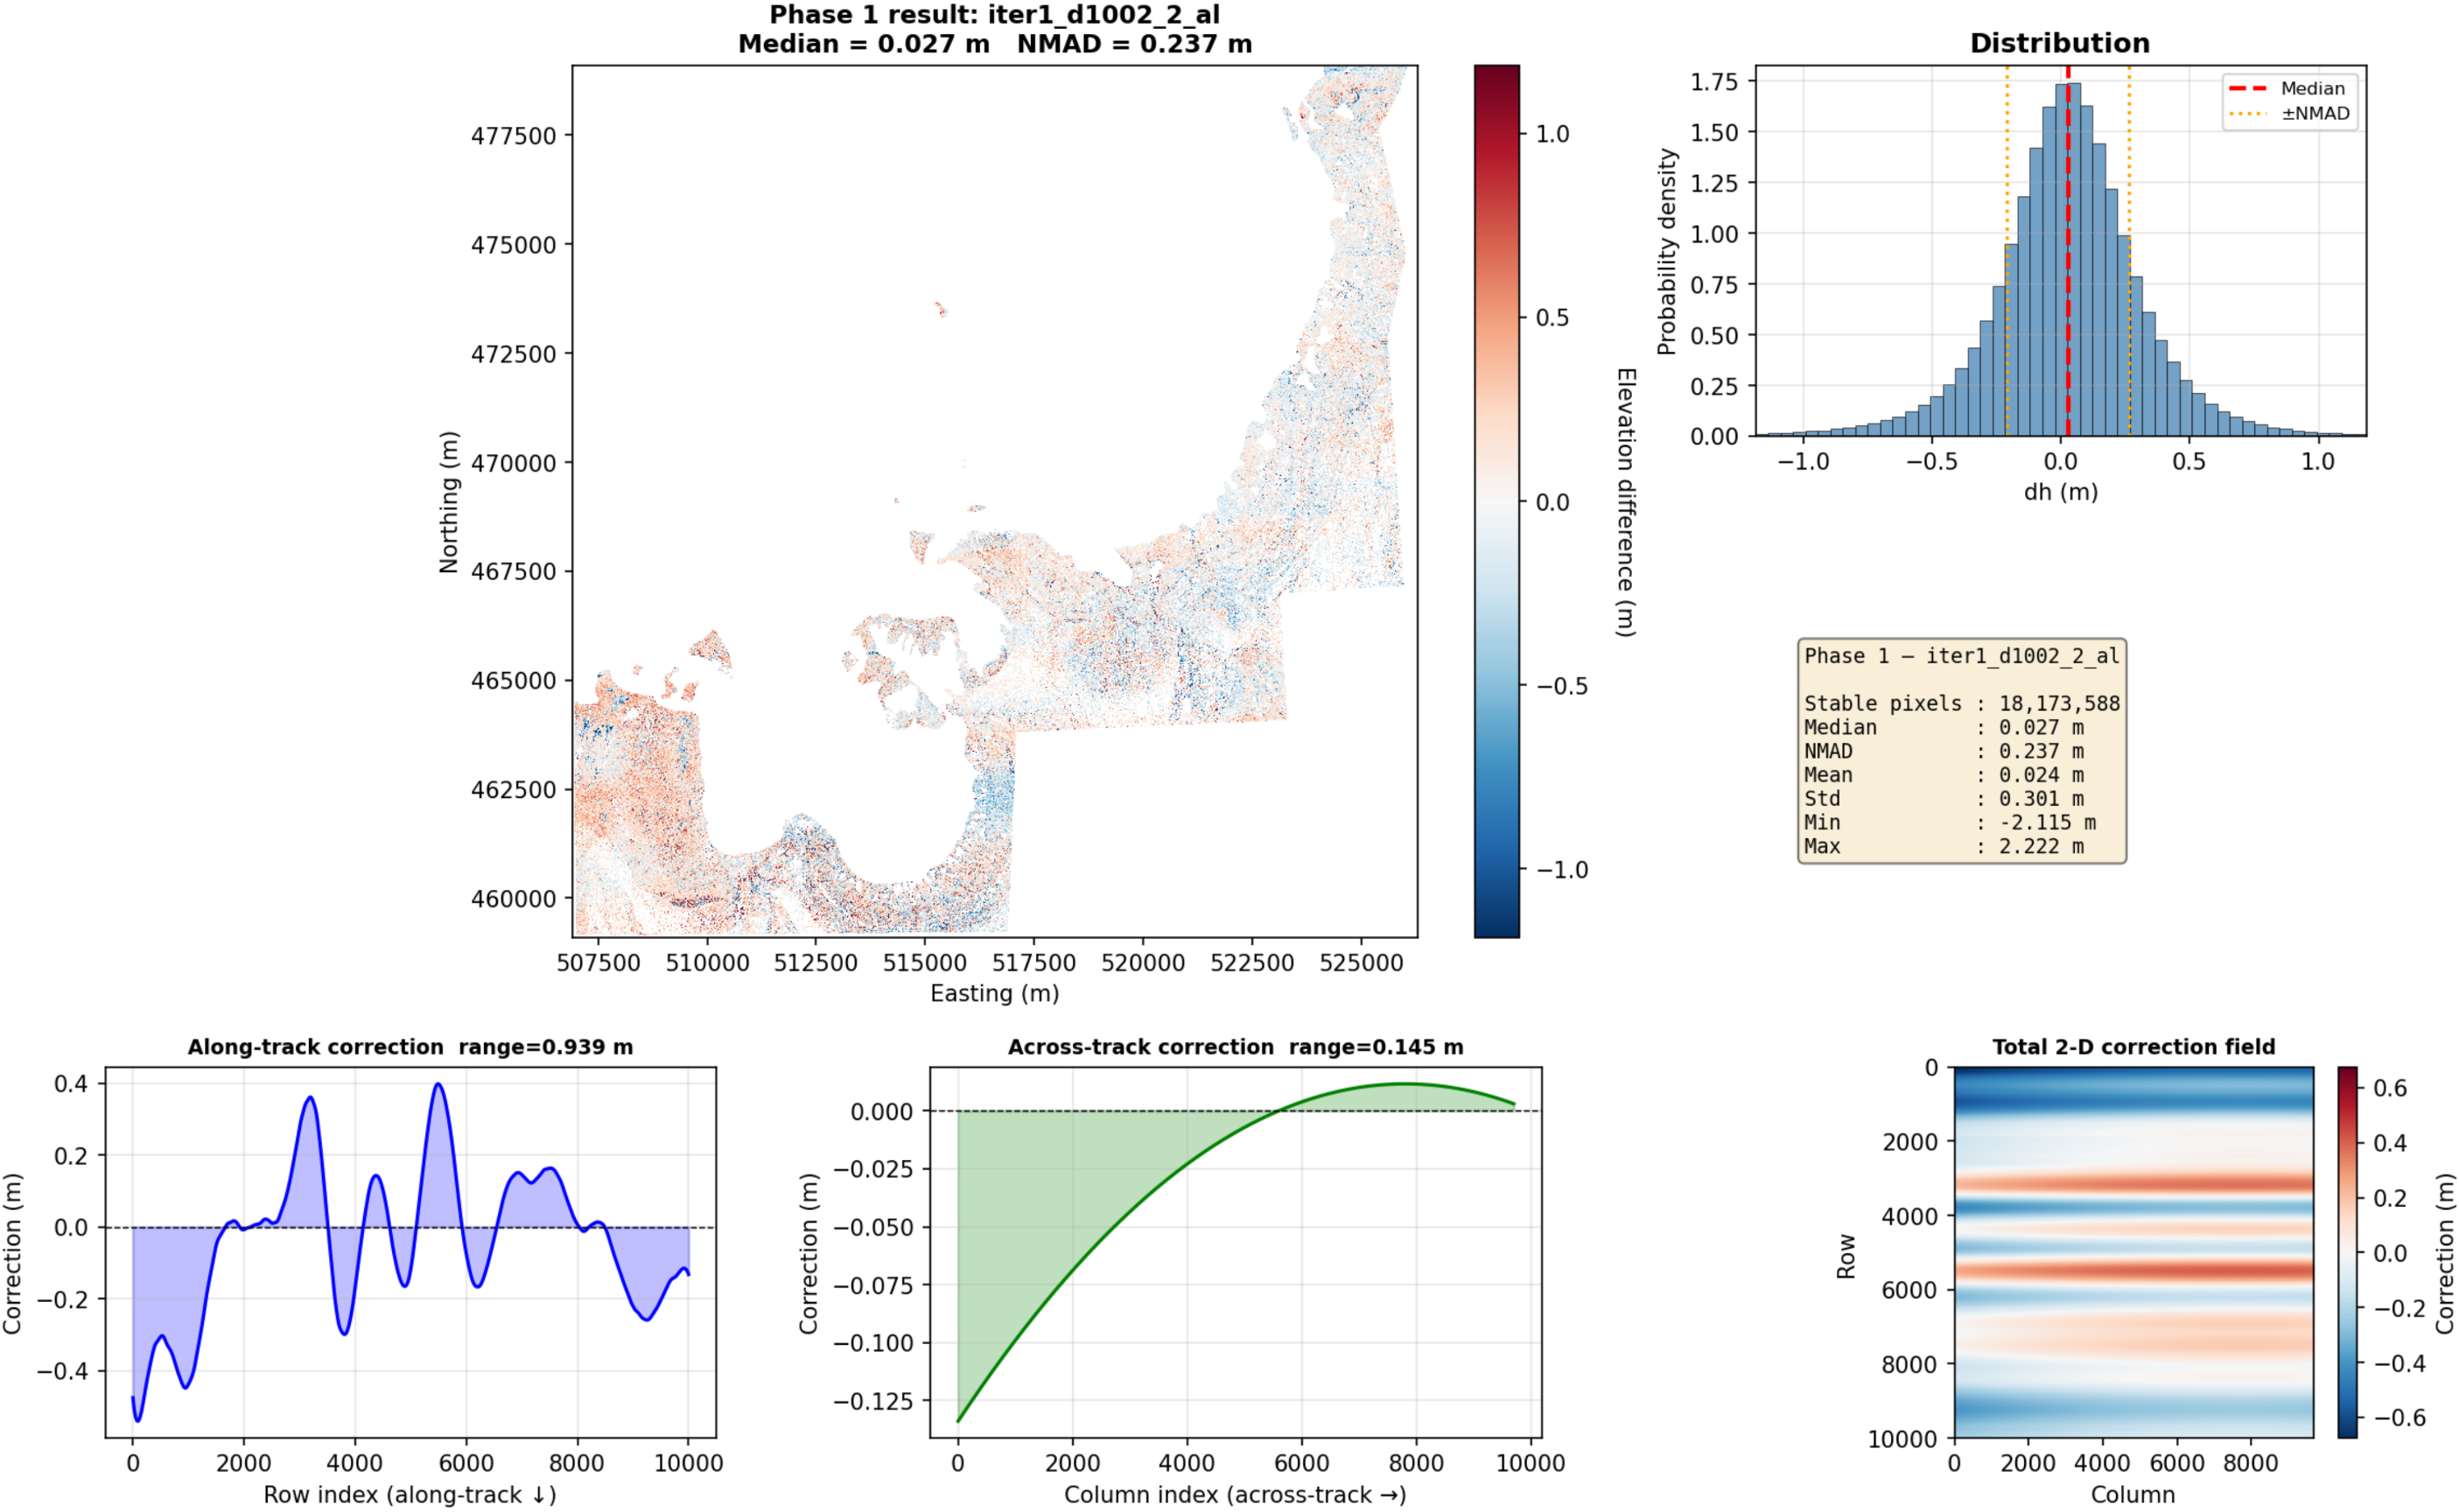 Phase 1 result: iter1_d1002_2_al
Median = 0.027 m   NMAD = 0.237 m
Northing (m)
477500
475000
472500
470000
467500
465000
462500
460000
507500 510000 512500 515000 517500 520000 522500 525000
Easting (m)
1.0
0.5
0.0
−0.5
−1.0
Elevation difference (m)
Distribution
Probability density
1.75
1.50
1.25
1.00
0.75
0.50
0.25
0.00
Median
±NMAD
−1.0 −0.5 0.0 0.5 1.0
dh (m)
Phase 1 — iter1_d1002_2_al
Stable pixels : 18,173,588
Median : 0.027 m
NMAD : 0.237 m
Mean : 0.024 m
Std : 0.301 m
Min : -2.115 m
Max : 2.222 m
Along-track correction  range=0.939 m
Correction (m)
0.4
0.2
0.0
−0.2
−0.4
0 2000 4000 6000 8000 10000
Row index (along-track ↓)
Across-track correction  range=0.145 m
Correction (m)
0.000
−0.025
−0.050
−0.075
−0.100
−0.125
0 2000 4000 6000 8000 10000
Column index (across-track →)
Total 2-D correction field
Row
0
2000
4000
6000
8000
10000
0 2000 4000 6000 8000
Column
0.6
0.4
0.2
0.0
−0.2
−0.4
−0.6
Correction (m)